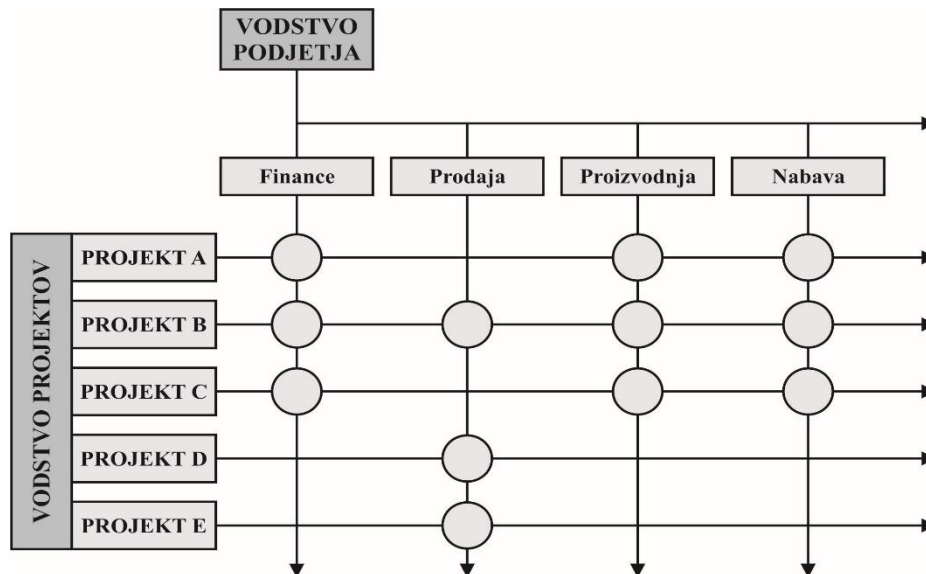 VODSTVO
PODJETJA
Finance
Prodaja
Proizvodnja
Nabava
VODSTVO PROJEKTOV
PROJEKT A
PROJEKT B
PROJEKT C
PROJEKT D
PROJEKT E